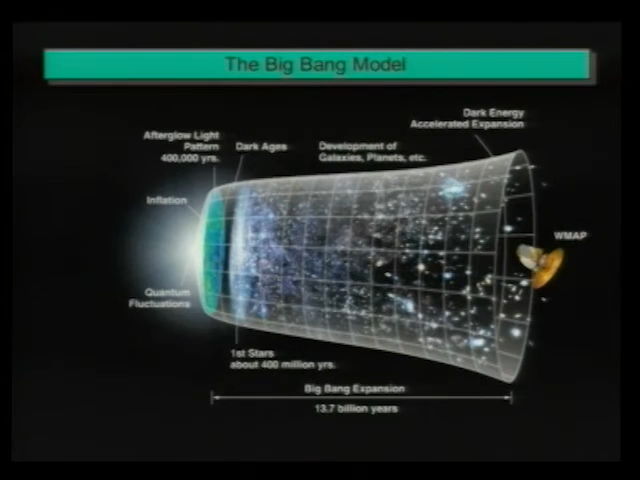 The Big Bang Model
Dark Energy
Accelerated Expansion
Afterglow Light
Pattern
400,000 yrs.
Dark Ages
Development of
Galaxies, Planets, etc.
Inflation
WMAP
Quantum
Fluctuations
1st Stars
about 400 million yrs.
Big Bang Expansion
13.7 billion years